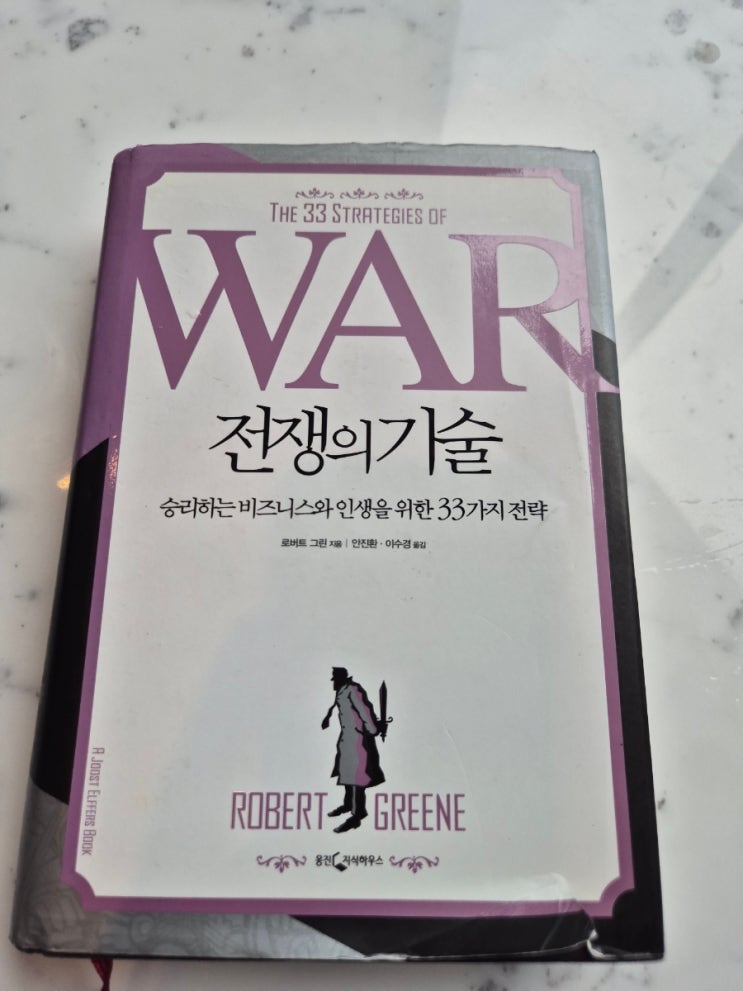 THE 33 STRATEGIES OF
WAR
전쟁의기술
승리하는 비즈니스와 인생을 위한 33가지 전략
로버트 그린 지음 | 안진환 · 이수경 옮김
A JOOST ELFFERS BOOK
ROBERT GREENE
웅진 지식하우스